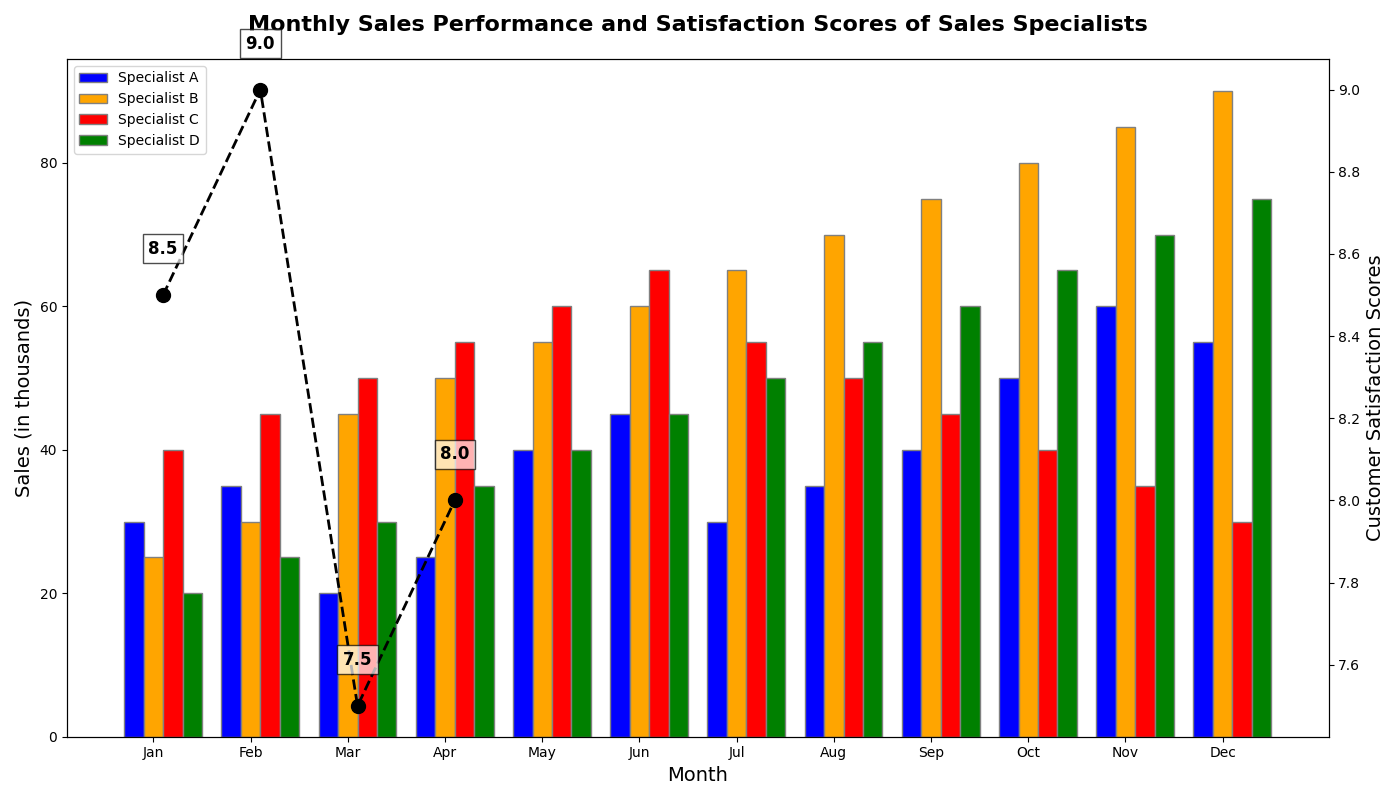 Monthly Sales Performance and Satisfaction Scores of Sales Specialists
9.0
8.5
8.0
7.5
Specialist A
Specialist B
Specialist C
Specialist D
Sales (in thousands)
80
60
40
20
0
Customer Satisfaction Scores
9.0
8.8
8.6
8.4
8.2
8.0
7.8
7.6
Jan Feb Mar Apr May Jun Jul Aug Sep Oct Nov Dec
Month